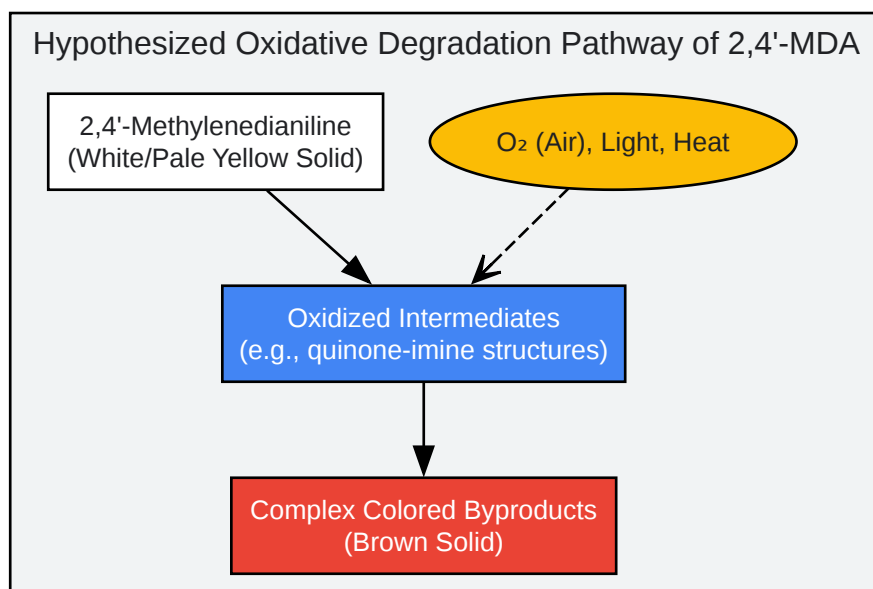 Hypothesized Oxidative Degradation Pathway of 2,4'-MDA
2,4'-Methylenedianiline
(White/Pale Yellow Solid)
O₂ (Air), Light, Heat
Oxidized Intermediates
(e.g., quinone-imine structures)
Complex Colored Byproducts
(Brown Solid)